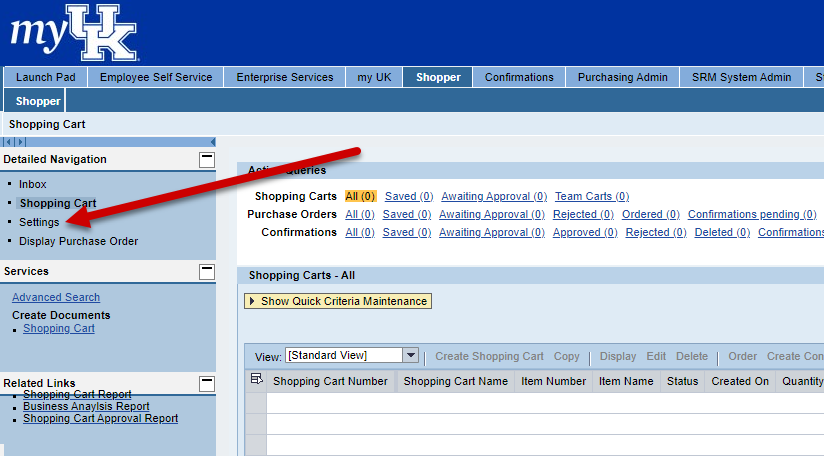 my UK
Launch Pad Employee Self Service Enterprise Services my UK Shopper Confirmations Purchasing Admin SRM System Admin
Shopper
Shopping Cart
Detailed Navigation
Inbox
Shopping Cart
Settings
Display Purchase Order
Services
Advanced Search
Create Documents
Shopping Cart
Related Links
Shopping Cart Report
Business Anaylsis Report
Shopping Cart Approval Report
Active Queries
Shopping Carts All (0) Saved (0) Awaiting Approval (0) Team Carts (0)
Purchase Orders All (0) Saved (0) Awaiting Approval (0) Rejected (0) Ordered (0) Confirmations pending (0)
Confirmations All (0) Saved (0) Awaiting Approval (0) Approved (0) Rejected (0) Deleted (0) Confirmations
Shopping Carts - All
Show Quick Criteria Maintenance
View: [Standard View] Create Shopping Cart Copy Display Edit Delete Order Create Con
Shopping Cart Number Shopping Cart Name Item Number Item Name Status Created On Quantity